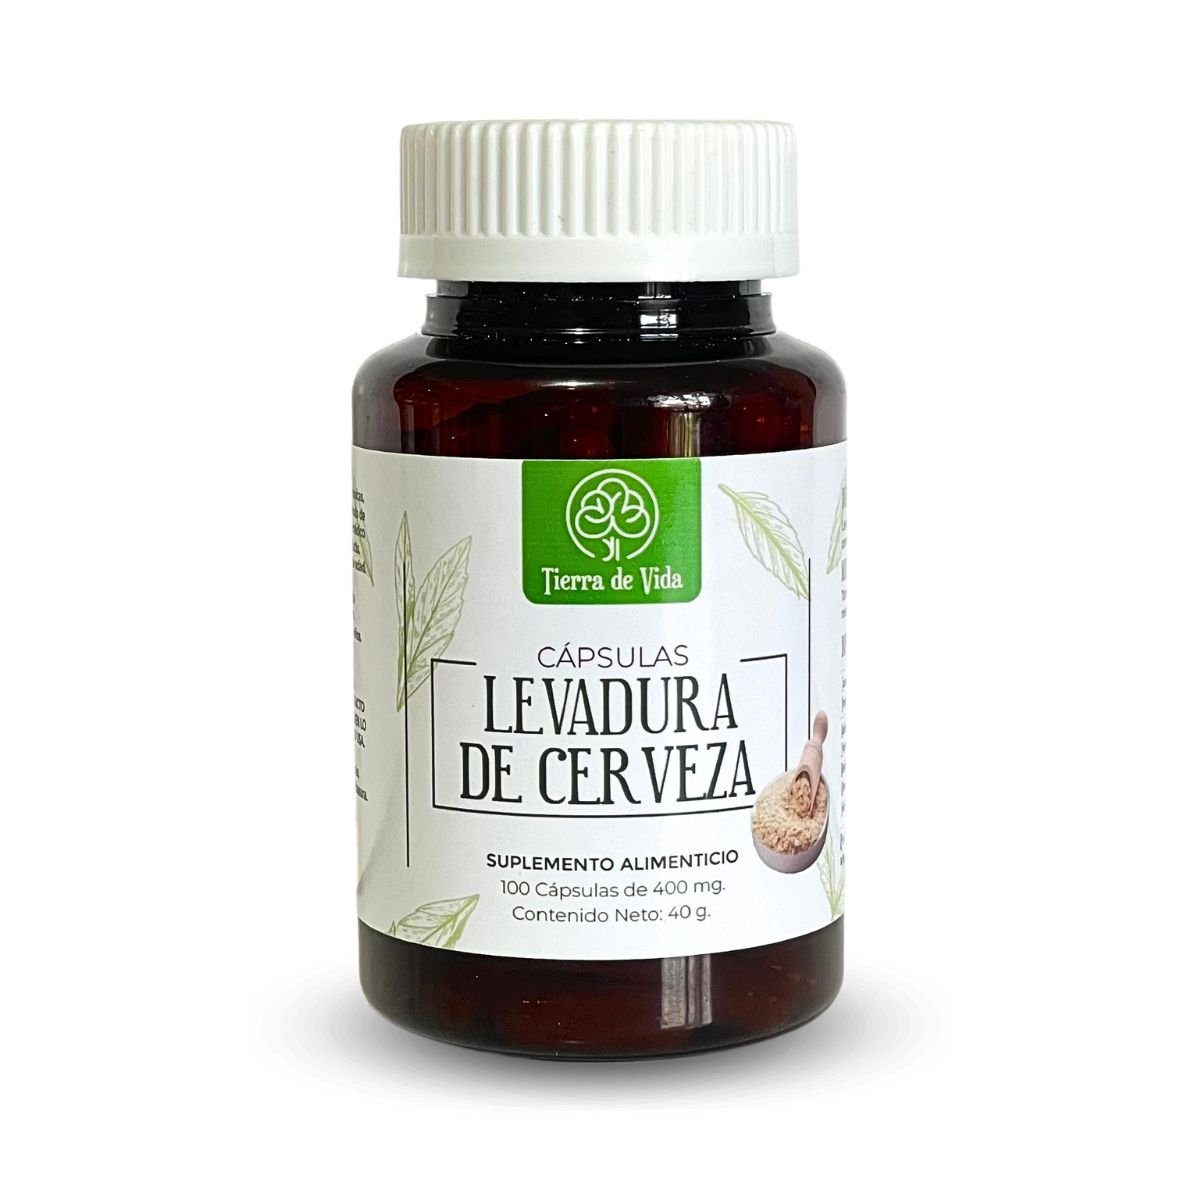 Tierra de Vida
CÁPSULAS
LEVADURA
DE CERVEZA
SUPLEMENTO ALIMENTICIO
100 Cápsulas de 400 mg.
Contenido Neto: 40 g.